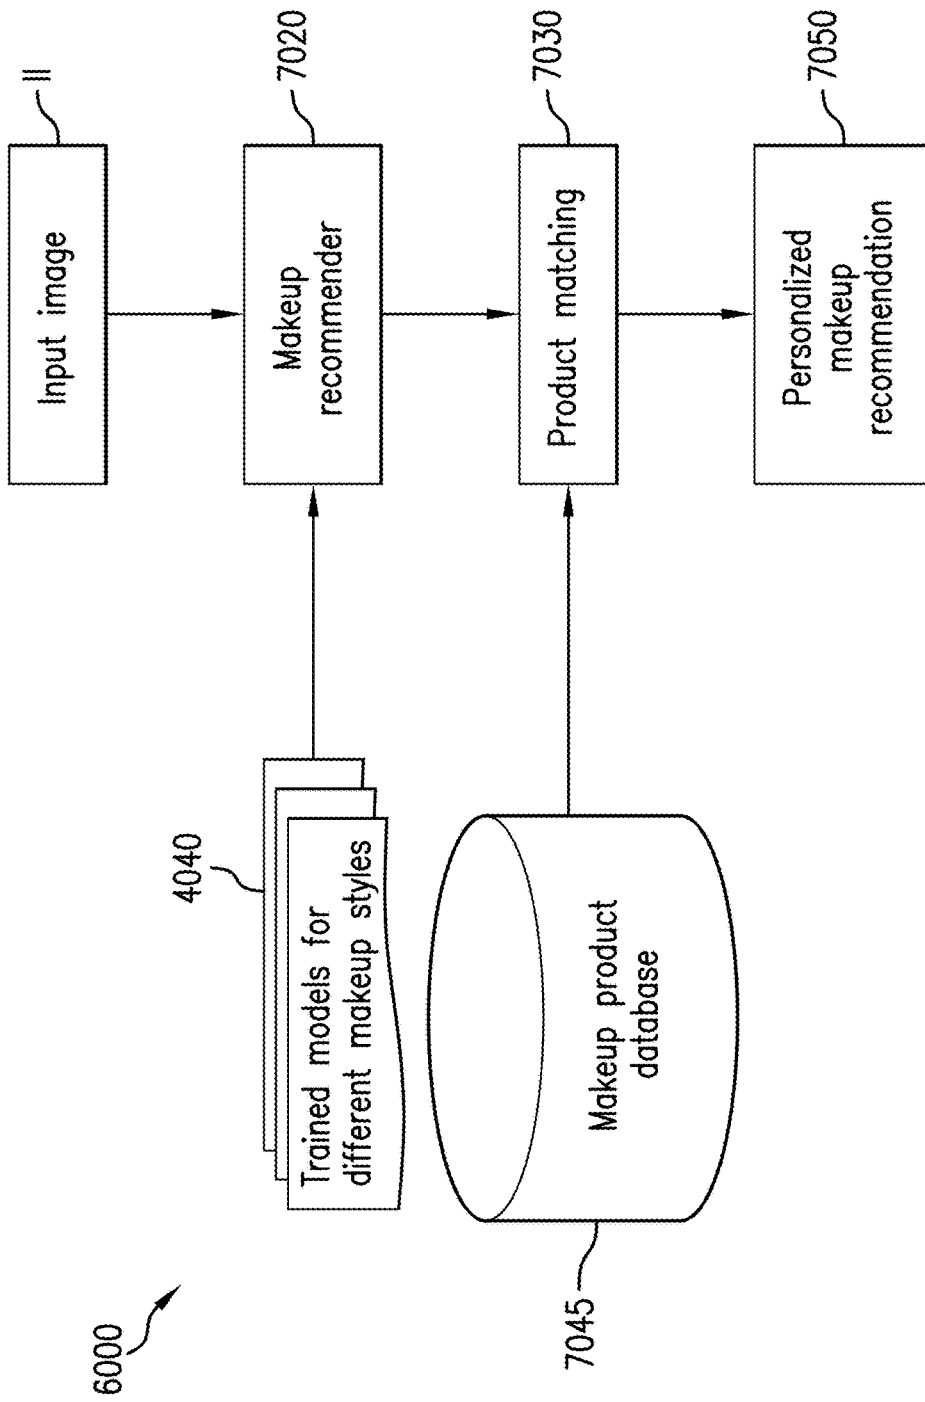 6000
4040
Trained models for
different makeup styles
7045
Makeup product
database
Input image
II
Makeup
recommender
7020
Product matching
7030
Personalized
makeup
recommendation
7050